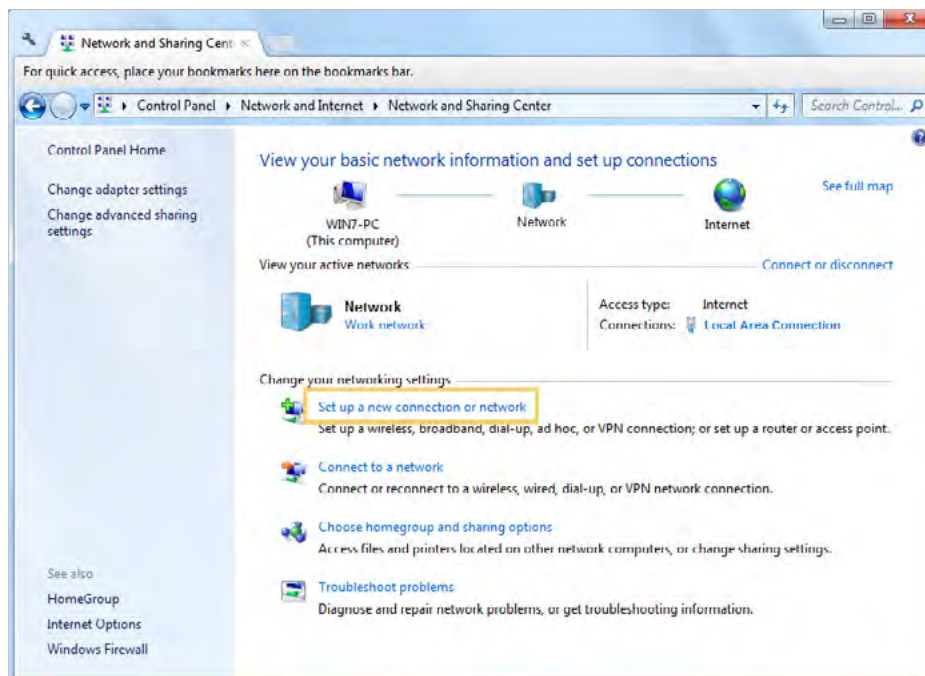 Network and Sharing Cent
For quick access, place your bookmarks here on the bookmarks bar.
Control Panel Network and Internet Network and Sharing Center
Search Control...
Control Panel Home
Change adapter settings
Change advanced sharing
settings
View your basic network information and set up connections
See full map
WIN7-PC
(This computer)
Network
Internet
View your active networks
Connect or disconnect
Network
Work network
Access type: Internet
Connections: Local Area Connection
Change your networking settings
Set up a new connection or network
Set up a wireless, broadband, dial-up, ad hoc, or VPN connection; or set up a router or access point.
Connect to a network
Connect or reconnect to a wireless, wired, dial-up, or VPN network connection.
Choose homegroup and sharing options
Access files and printers located on other network computers, or change sharing settings.
Troubleshoot problems
Diagnose and repair network problems, or get troubleshooting information.
See also
HomeGroup
Internet Options
Windows Firewall